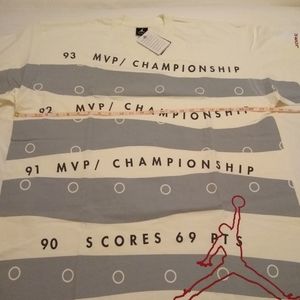 93 MVP/ CHAMPIONSHIP
92 MVP/ CHAMPIONSHIP
91 MVP/ CHAMPIONSHIP
90 SCORES 69 PTS